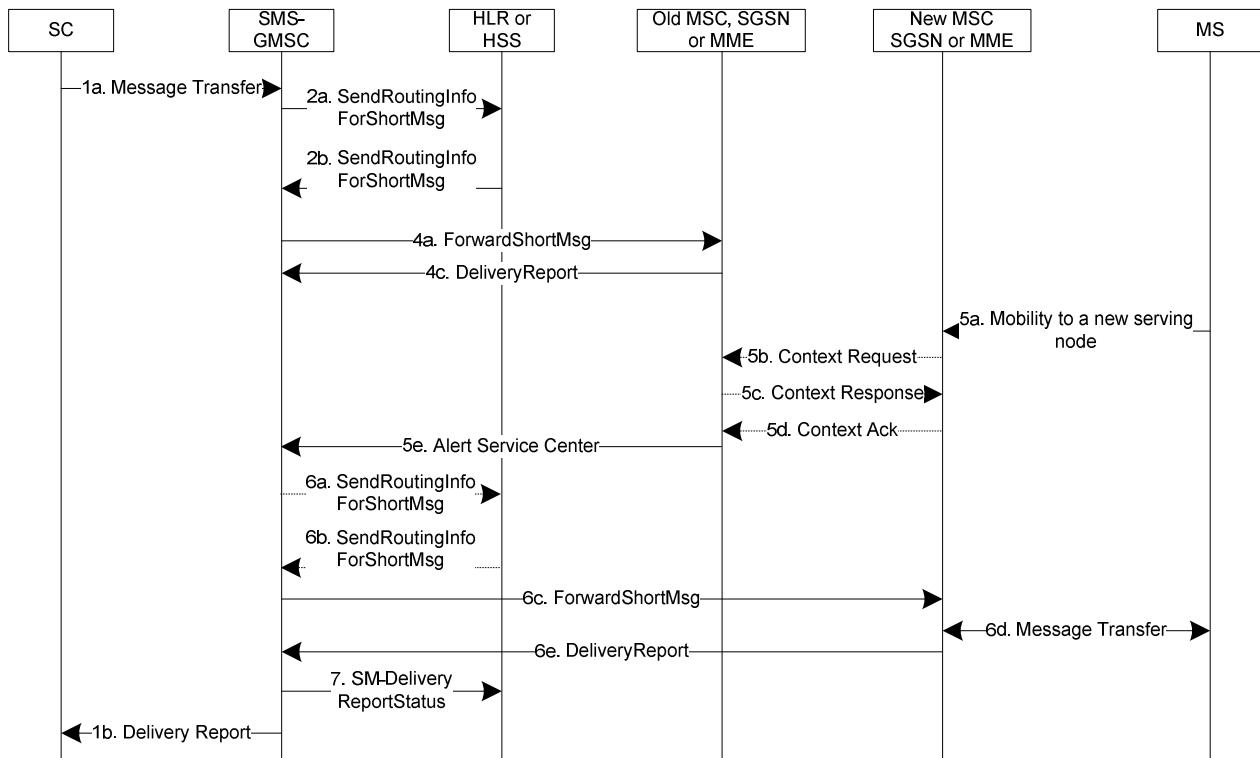 SC
SMS-
GMSC
HLR or
HSS
Old MSC, SGSN
or MME
New MSC
SGSN or MME
MS
1a. Message Transfer
2a. SendRoutingInfo
ForShortMsg
2b. SendRoutingInfo
ForShortMsg
4a. ForwardShortMsg
4c. DeliveryReport
5a. Mobility to a new serving
node
5b. Context Request
5c. Context Response
5d. Context Ack
5e. Alert Service Center
6a. SendRoutingInfo
ForShortMsg
6b. SendRoutingInfo
ForShortMsg
6c. ForwardShortMsg
6d. Message Transfer
6e. DeliveryReport
7. SM-Delivery
ReportStatus
1b. Delivery Report